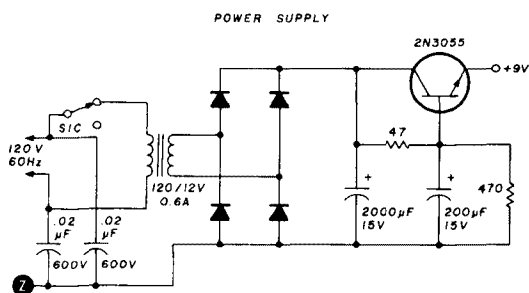 POWER SUPPLY
2N3055
+9V
S1C
120V
60Hz
120/12V
0.6A
47
470
+
2000µF
15V
+
200µF
15V
.02
µF
600V
.02
µF
600V
Z